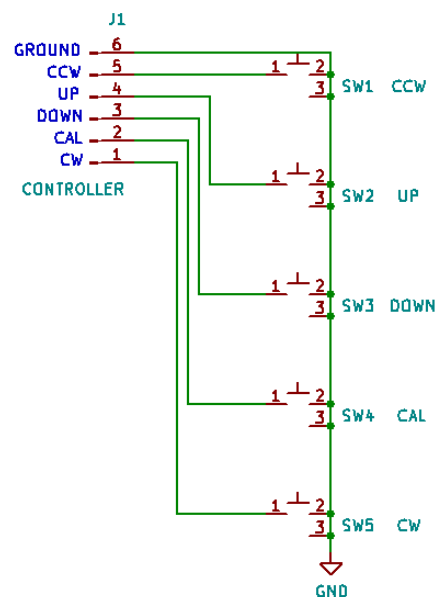 J1
GROUND 6
CCW 5
UP 4
DOWN 3
CAL 2
CW 1
CONTROLLER
1 2
3
SW1 CCW
1 2
3
SW2 UP
1 2
3
SW3 DOWN
1 2
3
SW4 CAL
1 2
3
SW5 CW
GND